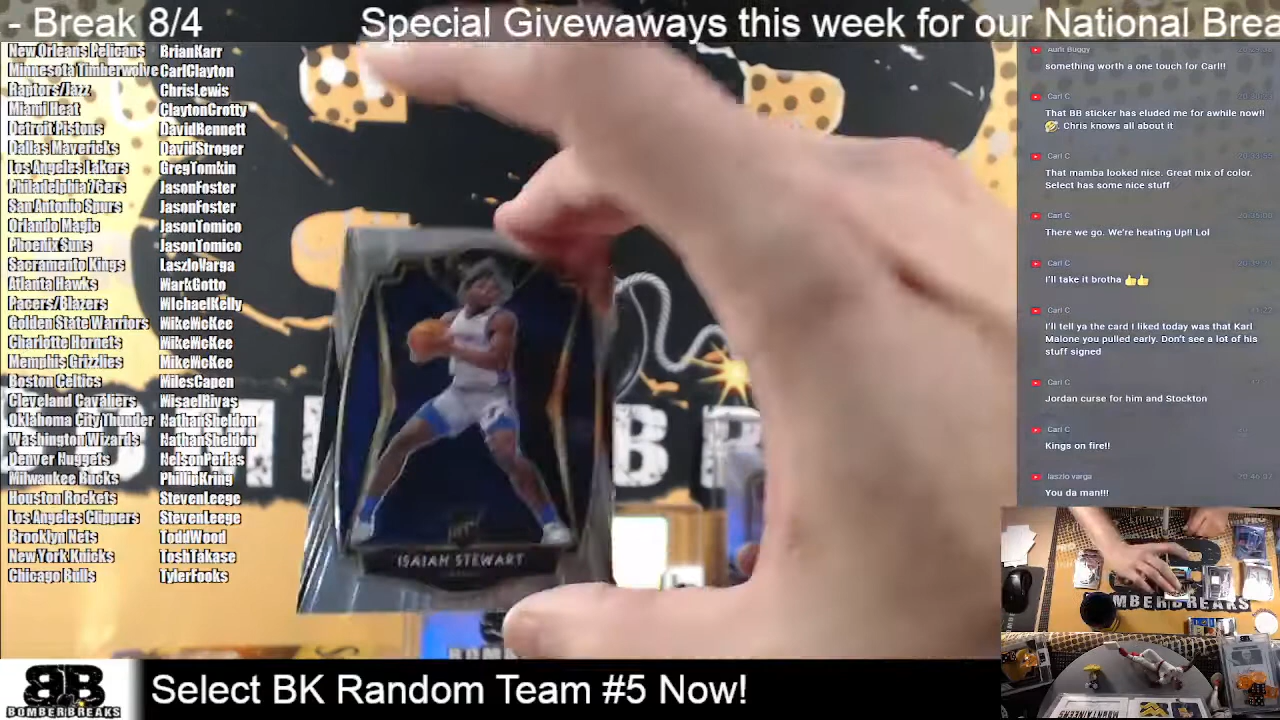 - Break 8/4
Special Givewaways this week for our National Brea
New Orleans Pelicans BrianKarr
Minnesota Timberwolve CarlClayton
Raptors/Jazz ChrisLewis
Miami Heat ClaytonCrotty
Detroit Pistons DavidBennett
Dallas Mavericks DavidStroger
Los Angeles Lakers GregTomkin
Philadelphia 76ers JasonFoster
San Antonio Spurs JasonFoster
Orlando Magic JasonTomico
Phoenix Suns JasonTomico
Sacramento Kings LaszloVarga
Atlanta Hawks MarkGotto
Pacers/Blazers MichaelKelly
Golden State Warriors MikeMcKee
Charlotte Hornets MikeMcKee
Memphis Grizzlies MikeMcKee
Boston Celtics MilesCapen
Cleveland Cavaliers MisaelRivas
Oklahoma City Thunder NathanSheldon
Washington Wizards NathanSheldon
Denver Nuggets NelsonPerlas
Milwaukee Bucks PhillipKring
Houston Rockets StevenLeege
Los Angeles Clippers StevenLeege
Brooklyn Nets ToddWood
New York Knicks ToshTakase
Chicago Bulls TylerFooks
ISAIAH STEWART
Aurk Buggy
something worth a one touch for Carl!!!
Carl C
That BB sticker has eluded me for awhile now!!
. Chris knows all about it
Carl C
That mamba looked nice. Great mix of color.
Select has some nice stuff
Carl C
There we go. We're heating Up!! Lol
Carl C
I'll take it brotha 👍👍
Carl C
I'll tell ya the card I liked today was that Karl
Malone you pulled early. Don't see a lot of his
stuff signed
Carl C
Jordan curse for him and Stockton
Carl C
Kings on fire!!
laszlo varga
You da man!!!
MBERBREAKS
BB
BOMBERBREAKS
Select BK Random Team #5 Now!